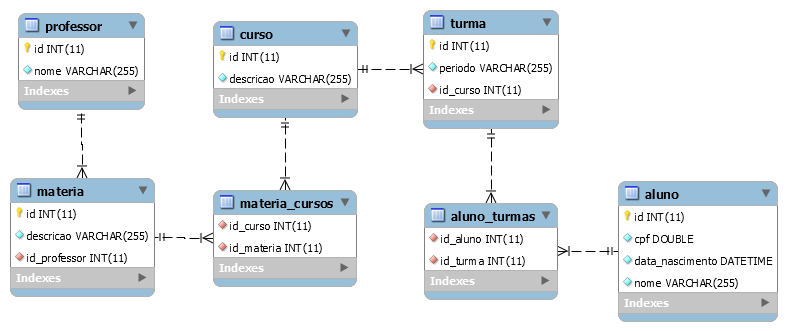 professor
id INT(11)
nome VARCHAR(255)
Indexes
curso
id INT(11)
descricao VARCHAR(255)
Indexes
turma
id INT(11)
periodo VARCHAR(255)
id_curso INT(11)
Indexes
materia
id INT(11)
descricao VARCHAR(255)
id_professor INT(11)
Indexes
materia_cursos
id_curso INT(11)
id_materia INT(11)
Indexes
aluno_turmas
id_aluno INT(11)
id_turma INT(11)
Indexes
aluno
id INT(11)
cpf DOUBLE
data_nascimento DATETIME
nome VARCHAR(255)
Indexes